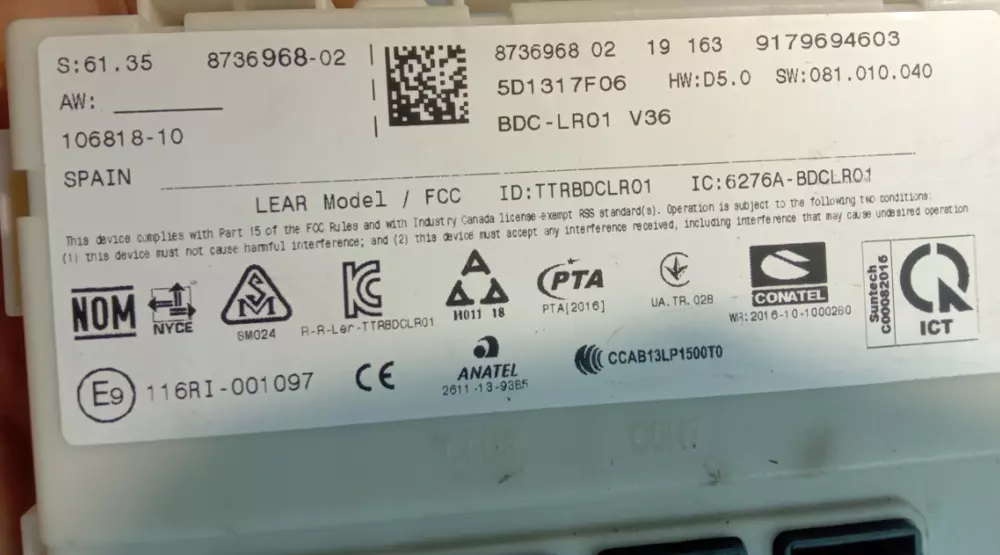 S:61.35 8736968-02 8736968 02 19 163 9179694603
AW: 5D1317F06 HW:D5.0 SW:081.010.040
106818-10 BDC-LR01 V36
SPAIN
LEAR Model / FCC ID:TTRBDCLR01 IC:6276A-BDCLR01
This device complies with Part 15 of the FCC Rules and with Industry Canada license-exempt RSS standard(s). Operation is subject to the following two conditions:
(1) this device must not cause harmful interference; and (2) this device must accept any interference received, including interference that may cause undesired operation
NOM NYCE
SM
SM024
KC
R-R-Ler-TTRBDCLR01
H011 18
PTA
PTA[2016]
UA.TR.028
CONATEL
WR:2016-10-1000280
Suntech
C000082016
ICT
E9 116RI-001097
CE
ANATEL
2611-13-9385
CCAB13LP1500T0